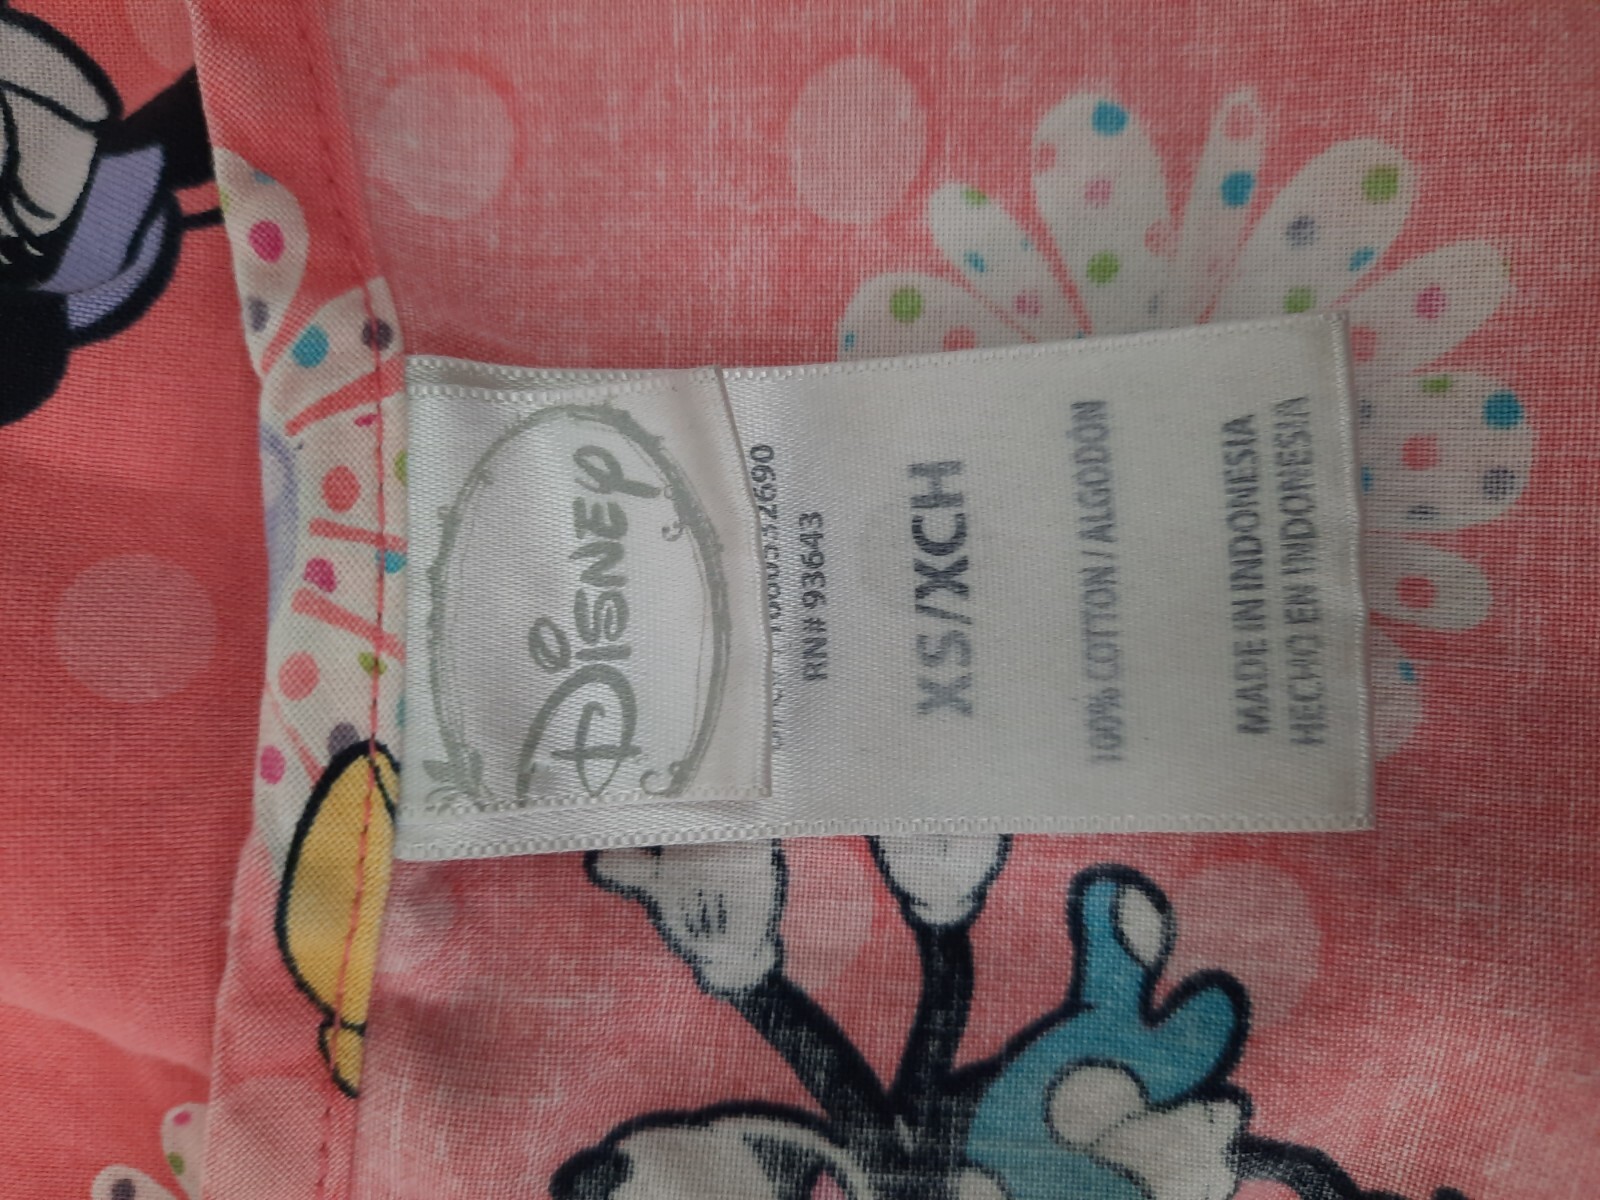 Disney
RN# 93643
XS/XCH
100% COTTON / ALGODÓN
MADE IN INDONESIA
HECHO EN INDONESIA